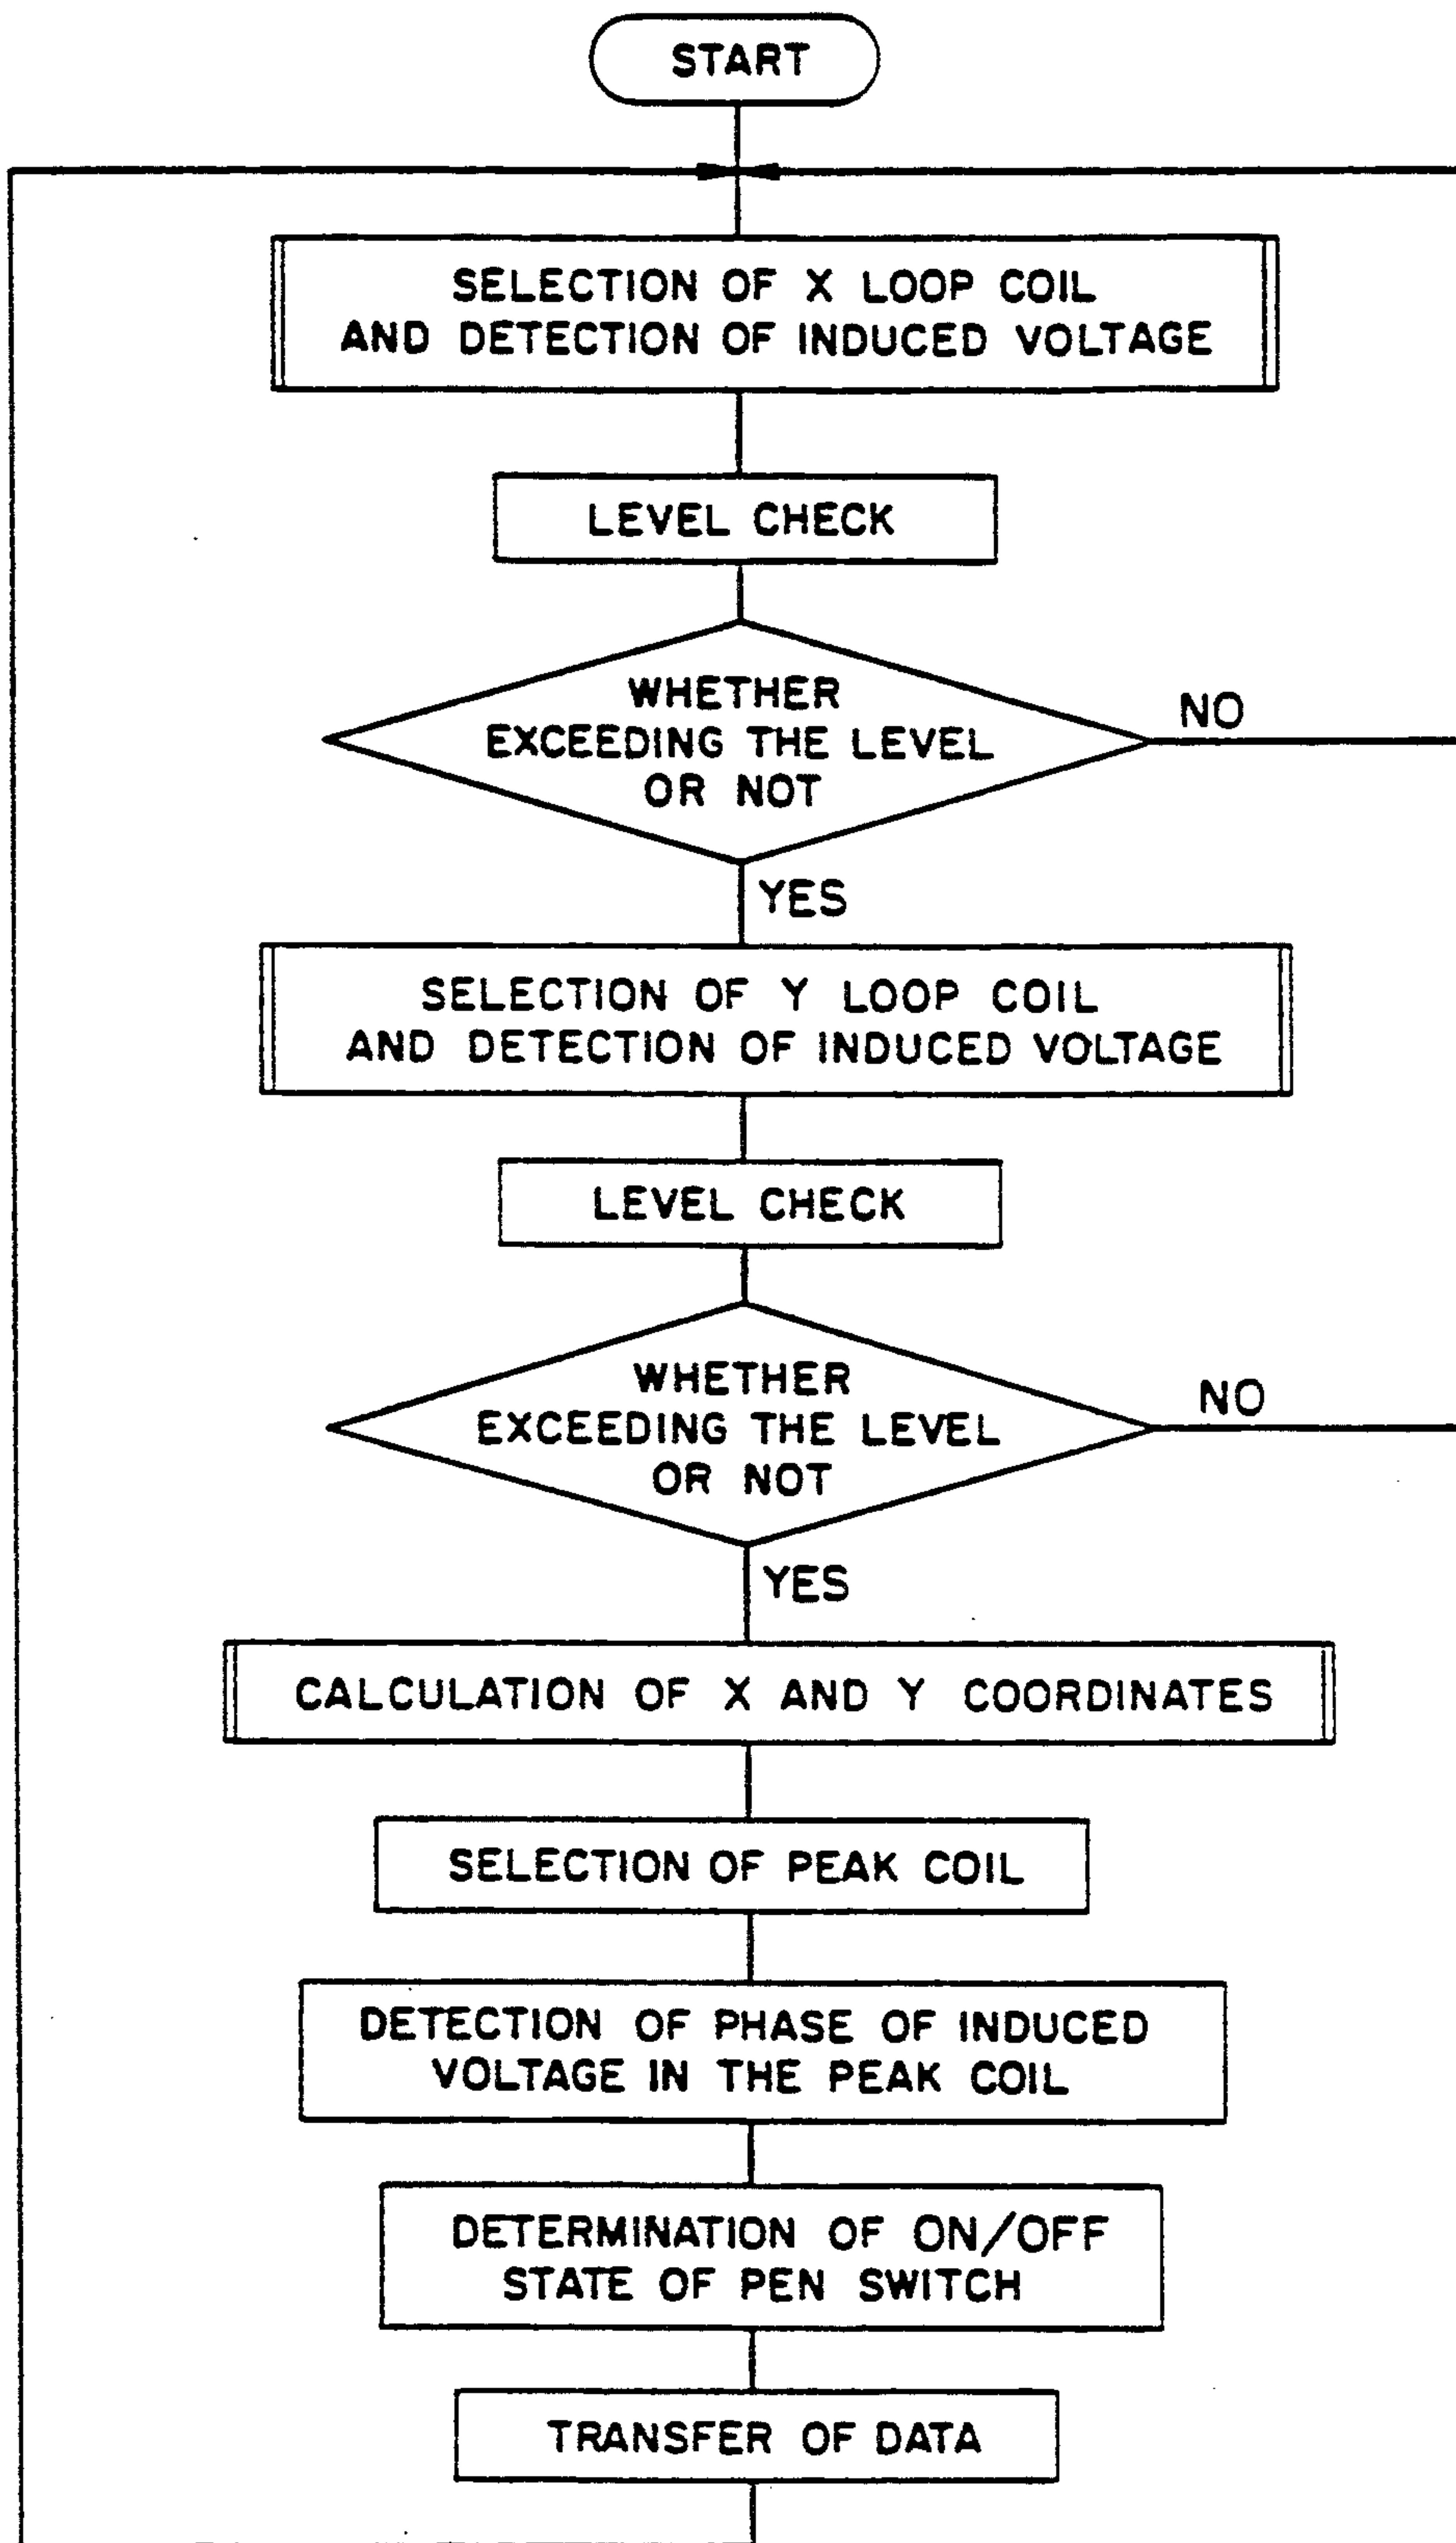 START
SELECTION OF X LOOP COIL
AND DETECTION OF INDUCED VOLTAGE
LEVEL CHECK
WHETHER
EXCEEDING THE LEVEL
OR NOT
NO
YES
SELECTION OF Y LOOP COIL
AND DETECTION OF INDUCED VOLTAGE
LEVEL CHECK
WHETHER
EXCEEDING THE LEVEL
OR NOT
NO
YES
CALCULATION OF X AND Y COORDINATES
SELECTION OF PEAK COIL
DETECTION OF PHASE OF INDUCED
VOLTAGE IN THE PEAK COIL
DETERMINATION OF ON/OFF
STATE OF PEN SWITCH
TRANSFER OF DATA